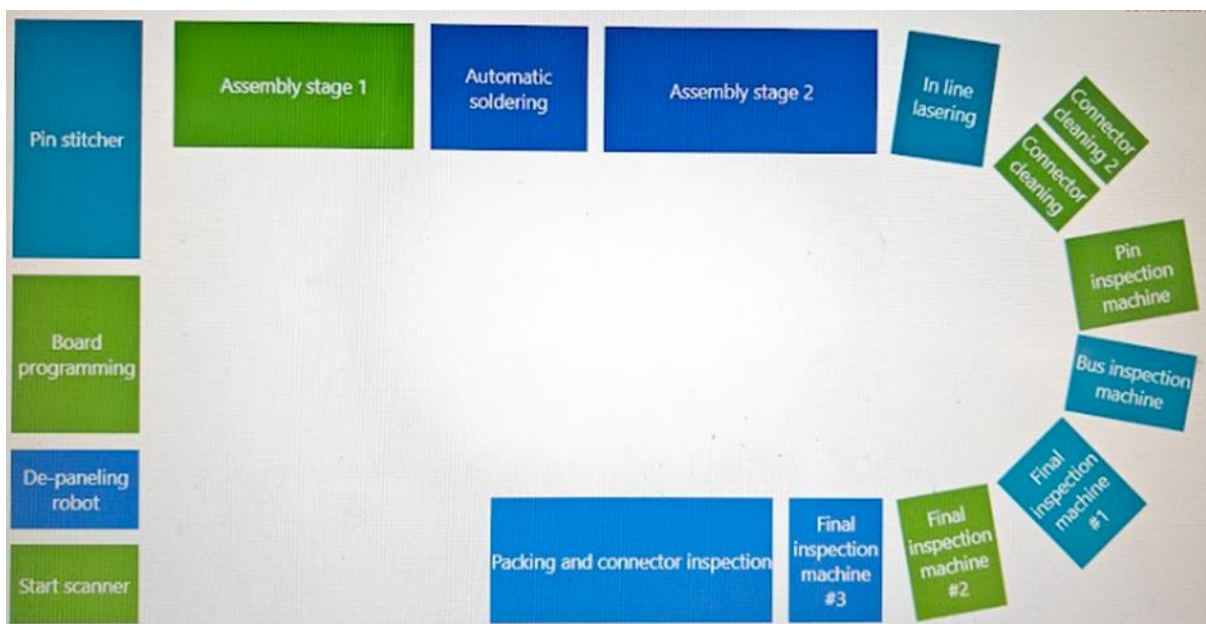 Pin stitcher
Assembly stage 1
Automatic
soldering
Assembly stage 2
In line
lasering
Connector
cleaning 2
Connector
cleaning
Pin
inspection
machine
Board
programming
Bus inspection
machine
De-paneling
robot
Final
inspection
machine
#1
Start scanner
Packing and connector inspection
Final
inspection
machine
#3
Final
inspection
machine
#2